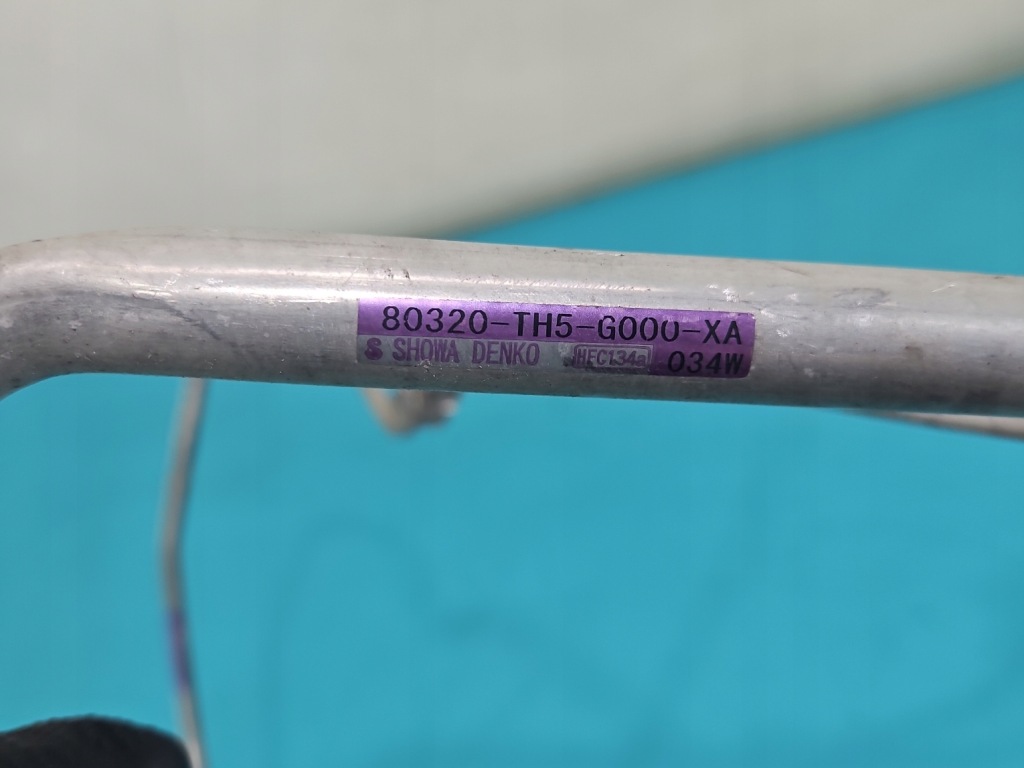 80320-TH5-G000-XA
S SHOWA DENKO HFC134a 034W